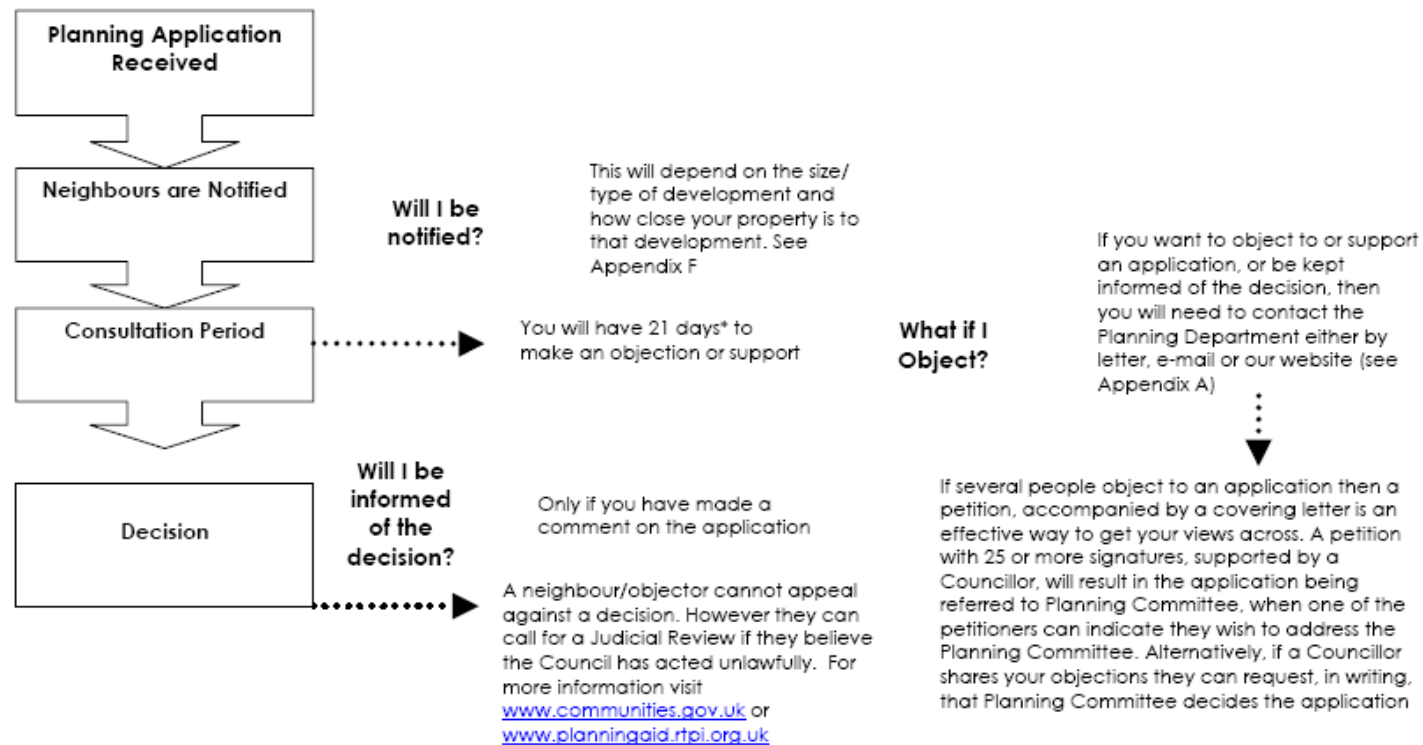 Planning Application
Received
Neighbours are Notified
Will I be
notified?
This will depend on the size/
type of development and
how close your property is to
that development. See
Appendix F
Consultation Period
You will have 21 days* to
make an objection or support
What if I
Object?
If you want to object to or support
an application, or be kept
informed of the decision, then
you will need to contact the
Planning Department either by
letter, e-mail or our website (see
Appendix A)
If several people object to an application then a
petition, accompanied by a covering letter is an
effective way to get your views across. A petition
with 25 or more signatures, supported by a
Councillor, will result in the application being
referred to Planning Committee, when one of the
petitioners can indicate they wish to address the
Planning Committee. Alternatively, if a Councillor
shares your objections they can request, in writing,
that Planning Committee decides the application
Decision
Will I be
informed
of the
decision?
Only if you have made a
comment on the application
A neighbour/objector cannot appeal
against a decision. However they can
call for a Judicial Review if they believe
the Council has acted unlawfully. For
more information visit
www.communities.gov.uk or
www.planningaid.rtpi.org.uk